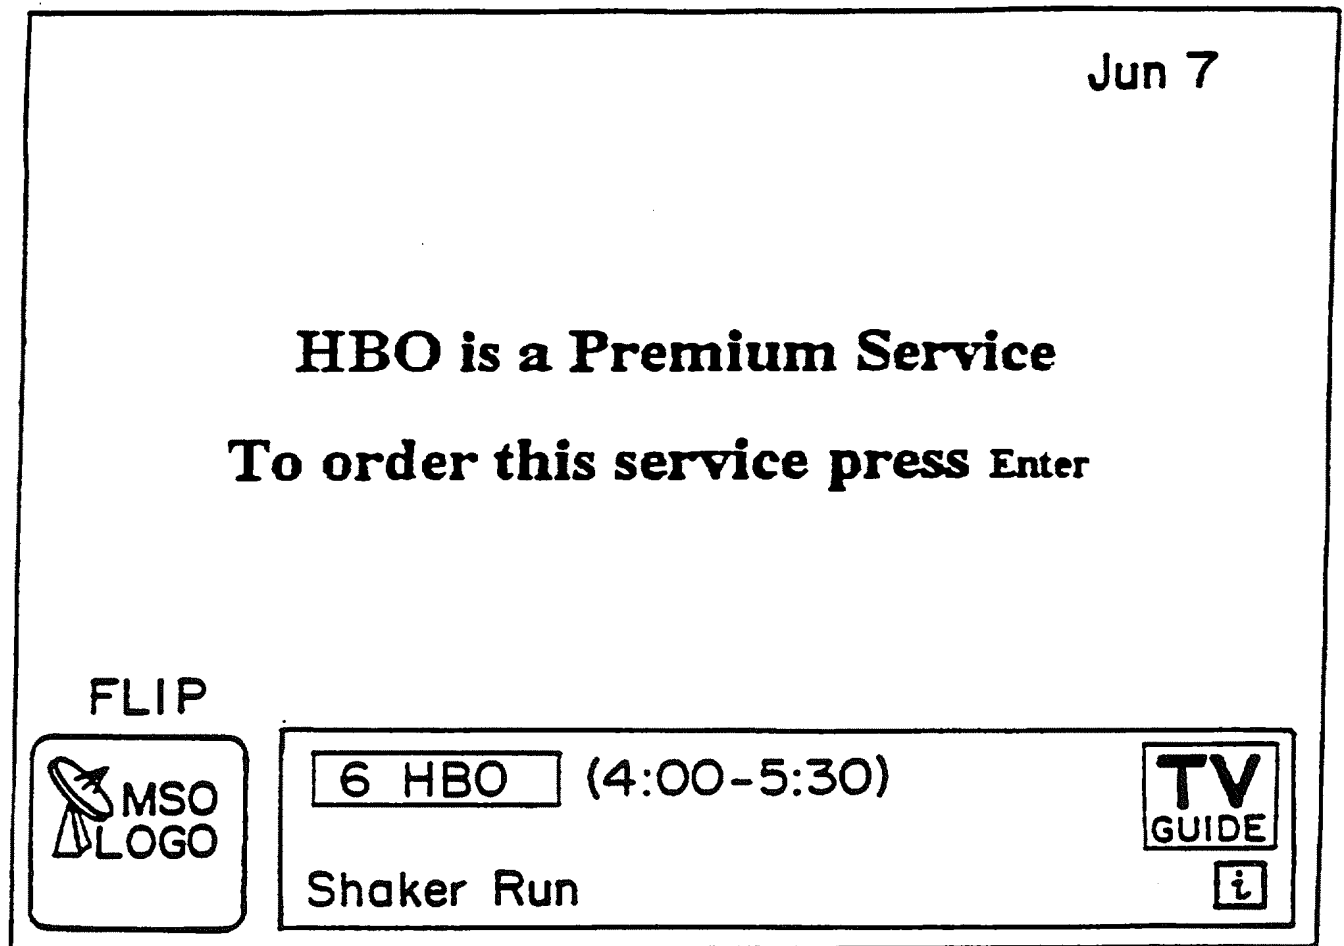 Jun 7
HBO is a Premium Service
To order this service press Enter
FLIP
MSO
LOGO
6 HBO (4:00-5:30)
TV
GUIDE
Shaker Run
i